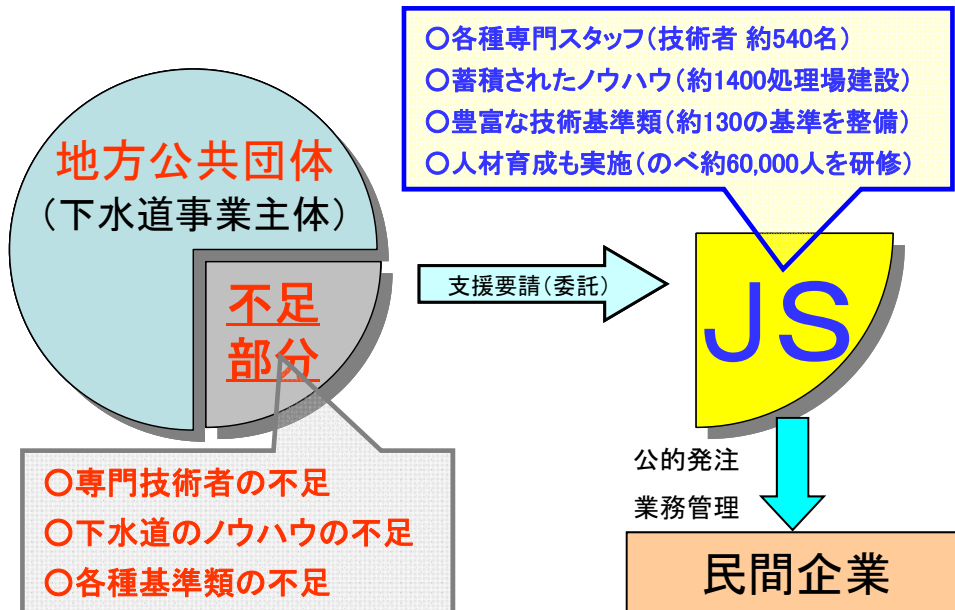 ○各種専門スタッフ(技術者 約540名)
○蓄積されたノウハウ(約1400処理場建設)
○豊富な技術基準類(約130の基準を整備)
○人材育成も実施(のべ約60,000人を研修)
地方公共団体
(下水道事業主体)
不足
部分
支援要請(委託)
JS
○専門技術者の不足
○下水道のノウハウの不足
○各種基準類の不足
公的発注
業務管理
民間企業